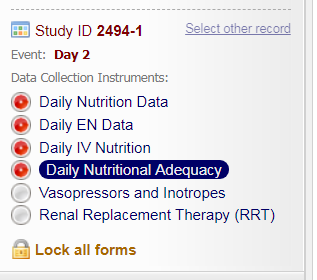 Study ID 2494-1 Select other record
Event: Day 2
Data Collection Instruments:
Daily Nutrition Data
Daily EN Data
Daily IV Nutrition
Daily Nutritional Adequacy
Vasopressors and Inotropes
Renal Replacement Therapy (RRT)
Lock all forms